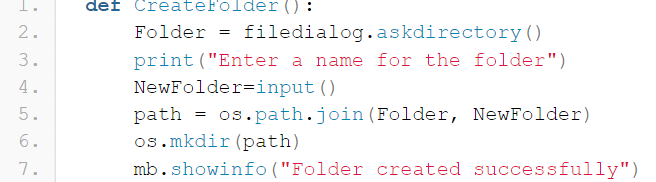 1. def CreateFolder():
2. Folder = filedialog.askdirectory()
3. print("Enter a name for the folder")
4. NewFolder=input()
5. path = os.path.join(Folder, NewFolder)
6. os.mkdir(path)
7. mb.showinfo("Folder created successfully")